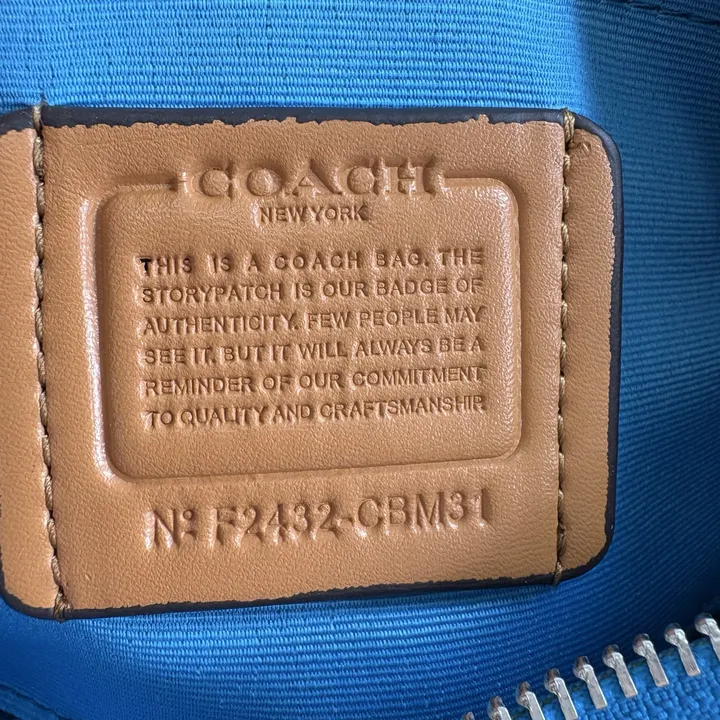 COACH
NEW YORK
THIS IS A COACH BAG. THE
STORYPATCH IS OUR BADGE OF
AUTHENTICITY. FEW PEOPLE MAY
SEE IT. BUT IT WILL ALWAYS BE A
REMINDER OF OUR COMMITMENT
TO QUALITY AND CRAFTSMANSHIP.
Nº F2432-CBM31